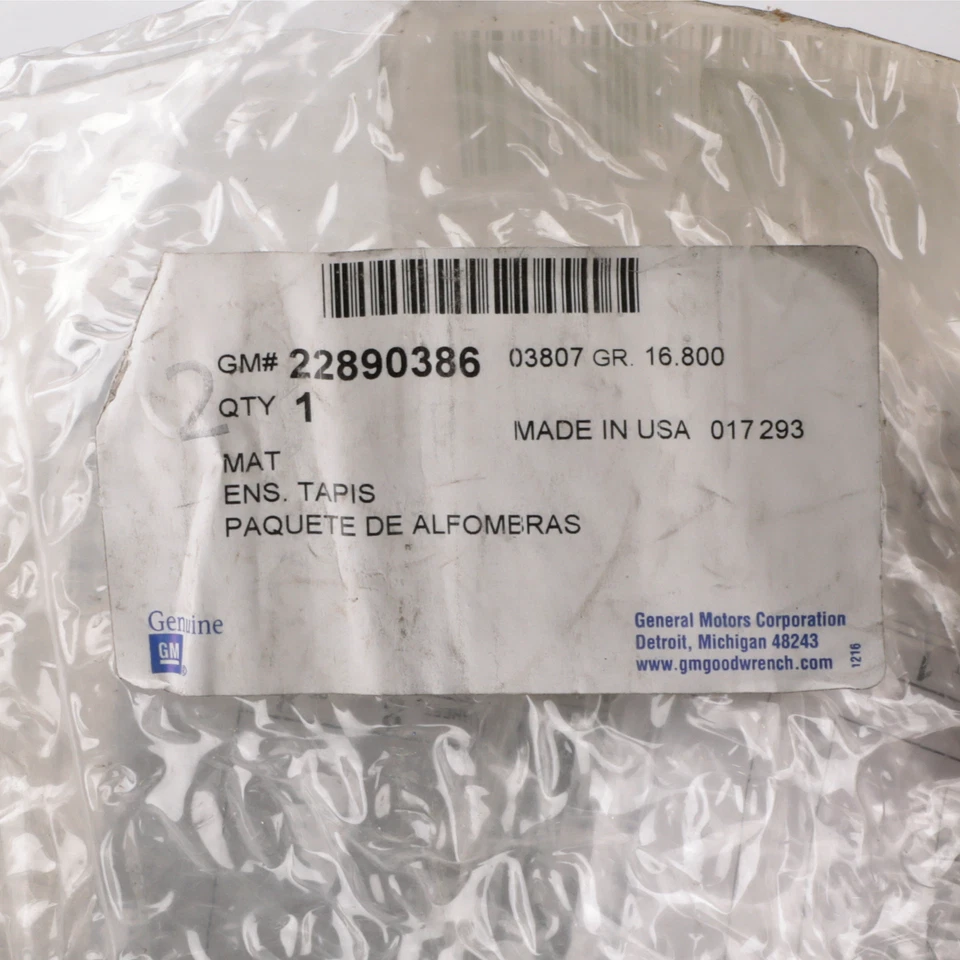 GM# 22890386 03807 GR. 16.800
2
QTY 1
MADE IN USA 017293
MAT
ENS. TAPIS
PAQUETE DE ALFOMBRAS
Genuine
GM
General Motors Corporation
Detroit, Michigan 48243
www.gmgoodwrench.com
1216